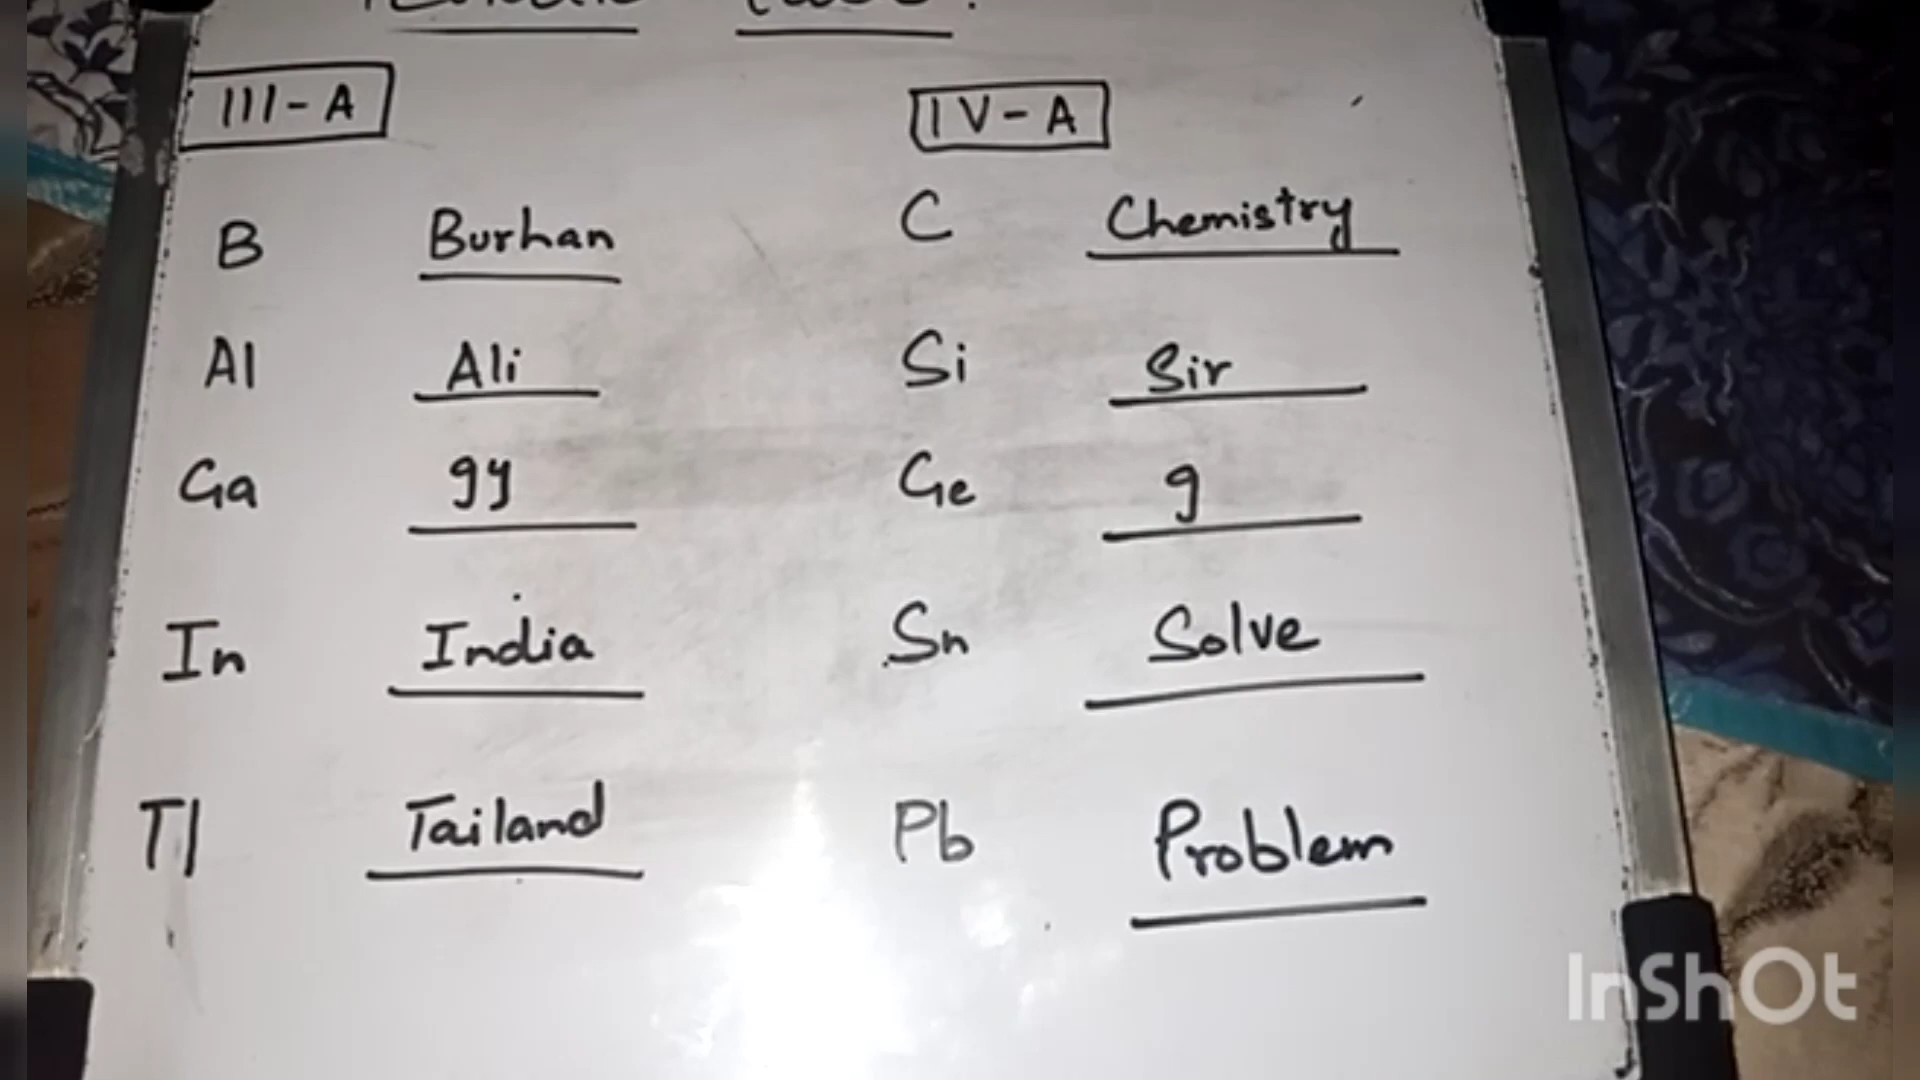 III-A IV-A
B Burhan C Chemistry
Al Ali Si Sir
Ga gy Ge g
In India Sn Solve
Tl Tailand Pb Problem
InShOt